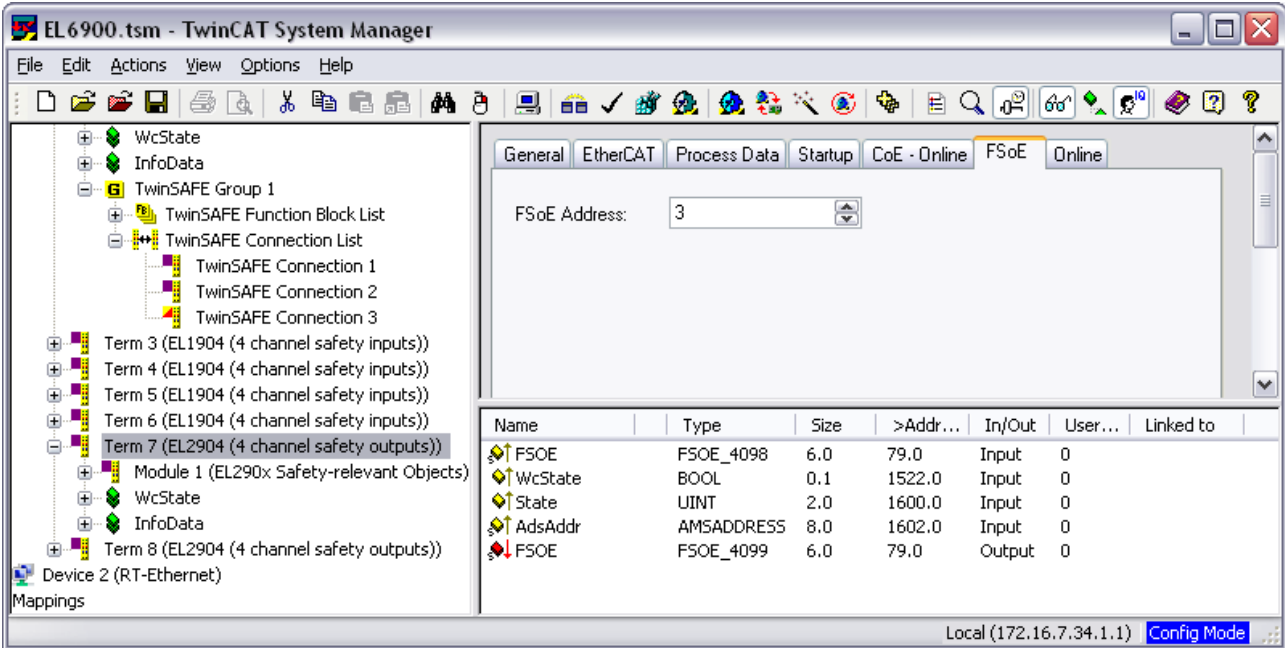 EL6900.tsm - TwinCAT System Manager
File Edit Actions View Options Help
WcState
InfoData
TwinSAFE Group 1
TwinSAFE Function Block List
TwinSAFE Connection List
TwinSAFE Connection 1
TwinSAFE Connection 2
TwinSAFE Connection 3
Term 3 (EL1904 (4 channel safety inputs))
Term 4 (EL1904 (4 channel safety inputs))
Term 5 (EL1904 (4 channel safety inputs))
Term 6 (EL1904 (4 channel safety inputs))
Term 7 (EL2904 (4 channel safety outputs))
Module 1 (EL290x Safety-relevant Objects)
WcState
InfoData
Term 8 (EL2904 (4 channel safety outputs))
Device 2 (RT-Ethernet)
Mappings
General EtherCAT Process Data Startup CoE - Online FSoE Online
FSoE Address: 3
Name Type Size >Addr... In/Out User... Linked to
FSOE FSOE_4098 6.0 79.0 Input 0
WcState BOOL 0.1 1522.0 Input 0
State UINT 2.0 1600.0 Input 0
AdsAddr AMSADDRESS 8.0 1602.0 Input 0
FSOE FSOE_4099 6.0 79.0 Output 0
Local (172.16.7.34.1.1) Config Mode